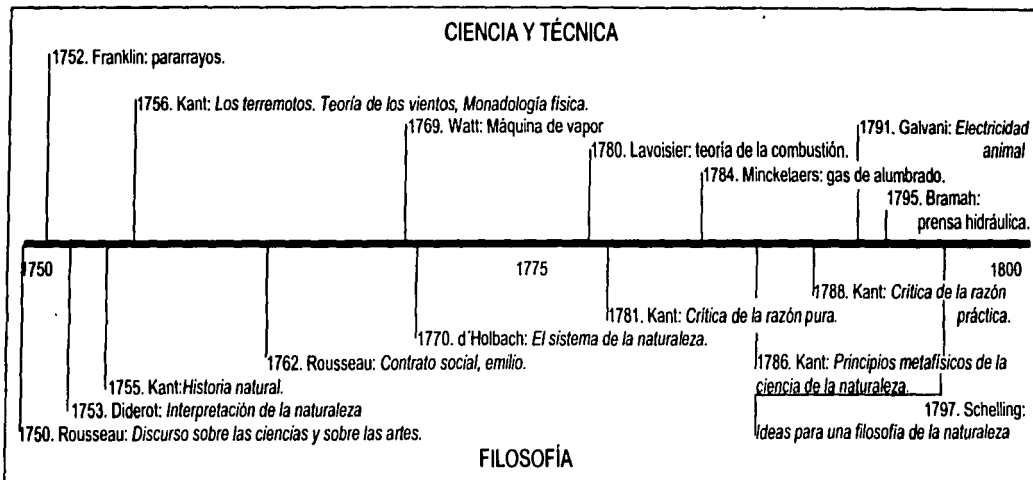 CIENCIA Y TÉCNICA
1752. Franklin: pararrayos.
1756. Kant: Los terremotos. Teoría de los vientos, Monadología física.
1769. Watt: Máquina de vapor
1780. Lavoisier: teoría de la combustión.
1784. Minckelaers: gas de alumbrado.
1791. Galvani: Electricidad
animal
1795. Bramah:
prensa hidráulica.
1750
1775
1800
1788. Kant: Crítica de la razón
práctica.
1781. Kant: Crítica de la razón pura.
1770. d´Holbach: El sistema de la naturaleza.
1762. Rousseau: Contrato social, emilio.
1786. Kant: Principios metafísicos de la
ciencia de la naturaleza.
1755. Kant:Historia natural.
1753. Diderot: Interpretación de la naturaleza
1797. Schelling:
Ideas para una filosofía de la naturaleza
1750. Rousseau: Discurso sobre las ciencias y sobre las artes.
FILOSOFÍA